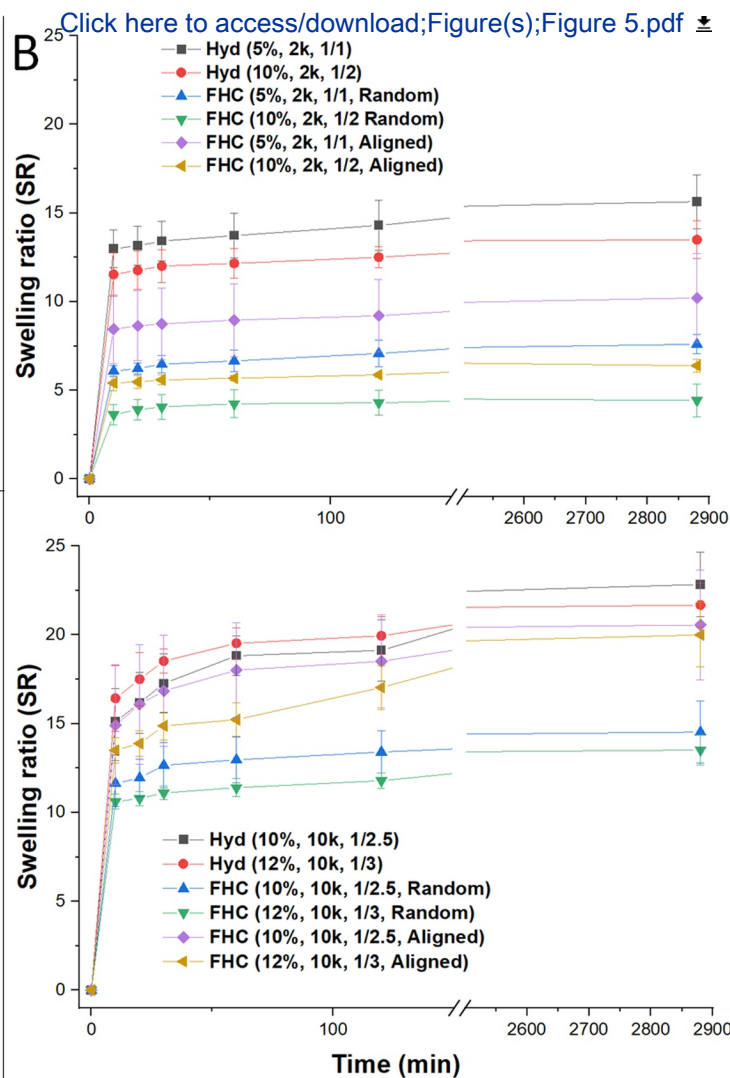 Click here to access/download;Figure(s);Figure 5.pdf
B
25
Hyd (5%, 2k, 1/1)
Hyd (10%, 2k, 1/2)
FHC (5%, 2k, 1/1, Random)
FHC (10%, 2k, 1/2 Random)
FHC (5%, 2k, 1/1, Aligned)
FHC (10%, 2k, 1/2, Aligned)
20
15
10
5
0
Swelling ratio (SR)
0 100 2600 2700 2800 2900
25
20
15
10
5
0
Swelling ratio (SR)
Hyd (10%, 10k, 1/2.5)
Hyd (12%, 10k, 1/3)
FHC (10%, 10k, 1/2.5, Random)
FHC (12%, 10k, 1/3, Random)
FHC (10%, 10k, 1/2.5, Aligned)
FHC (12%, 10k, 1/3, Aligned)
0 100 2600 2700 2800 2900
Time (min)